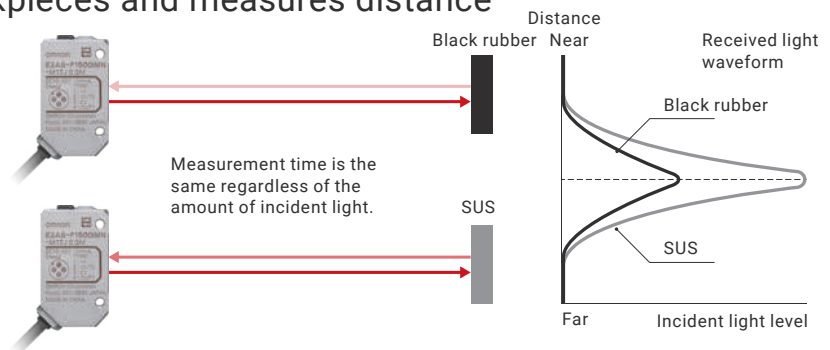 kpieces and measures distance
Distance
Black rubber
Near
Received light
waveform
Black rubber
Measurement time is the
same regardless of the
amount of incident light.
SUS
SUS
Far
Incident light level